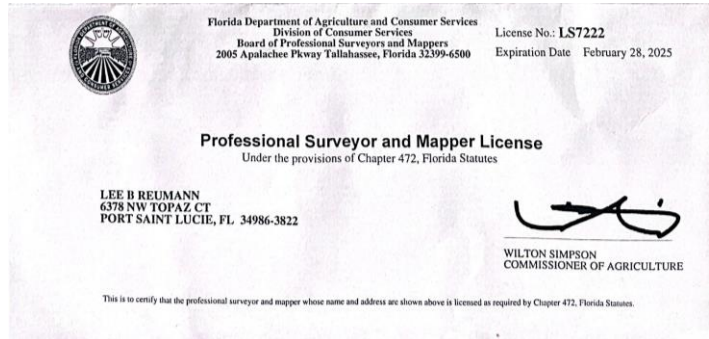 Florida Department of Agriculture and Consumer Services
Division of Consumer Services
Board of Professional Surveyors and Mappers
2005 Apalachee Pkway Tallahassee, Florida 32399-6500
License No.: LS7222
Expiration Date February 28, 2025
Professional Surveyor and Mapper License
Under the provisions of Chapter 472, Florida Statutes
LEE B REUMANN
6378 NW TOPAZ CT
PORT SAINT LUCIE, FL 34986-3822
WILTON SIMPSON
COMMISSIONER OF AGRICULTURE
This is to certify that the professional surveyor and mapper whose name and address are shown above is licensed as required by Chapter 472, Florida Statutes.